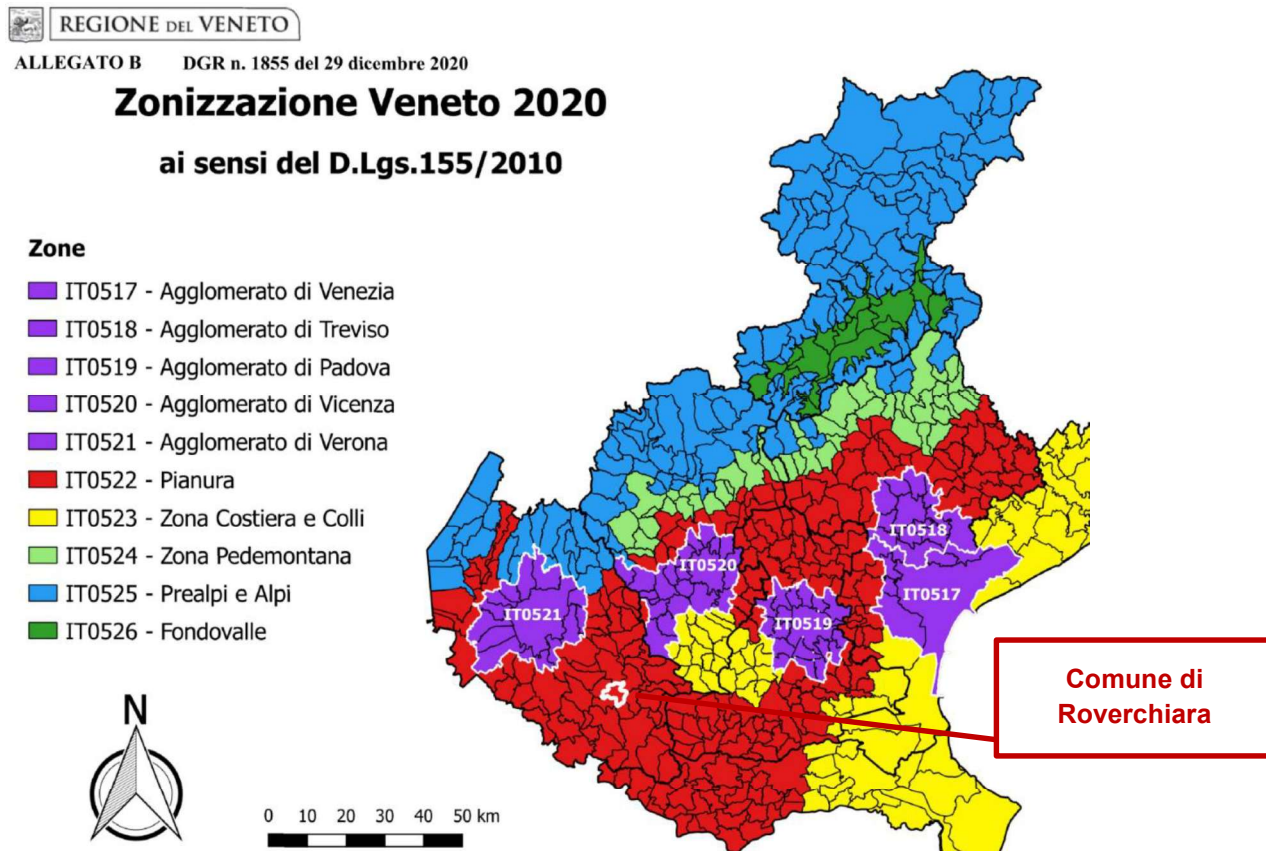 REGIONE DEL VENETO
ALLEGATO B DGR n. 1855 del 29 dicembre 2020
Zonizzazione Veneto 2020
ai sensi del D.Lgs.155/2010
Zone
IT0517 - Agglomerato di Venezia
IT0518 - Agglomerato di Treviso
IT0519 - Agglomerato di Padova
IT0520 - Agglomerato di Vicenza
IT0521 - Agglomerato di Verona
IT0522 - Pianura
IT0523 - Zona Costiera e Colli
IT0524 - Zona Pedemontana
IT0525 - Prealpi e Alpi
IT0526 - Fondovalle
IT0518
IT0520
IT0517
IT0521
IT0519
Comune di
Roverchiara
N
0 10 20 30 40 50 km